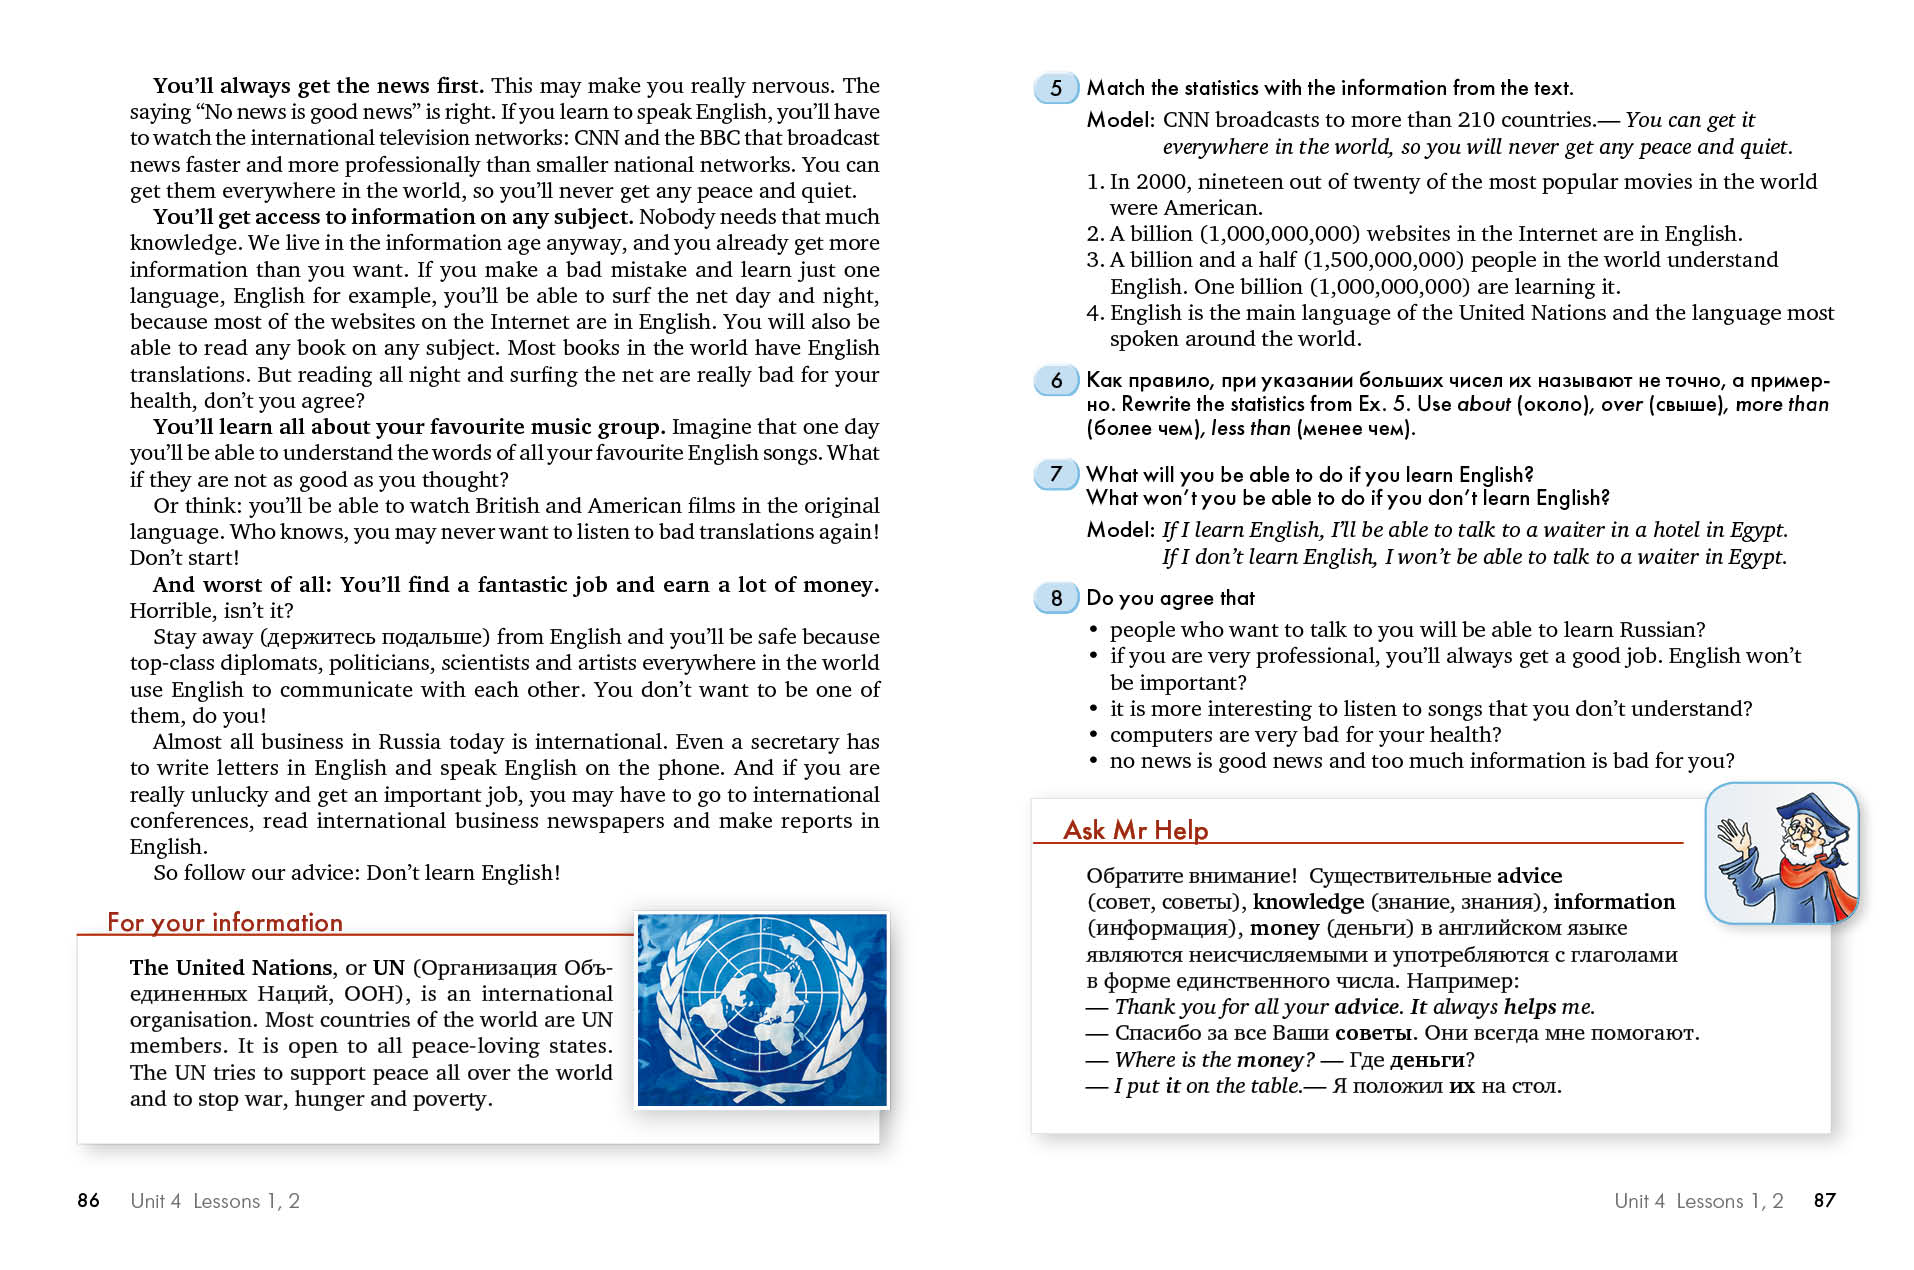 You’ll always get the news first. This may make you really nervous. The
saying “No news is good news” is right. If you learn to speak English, you’ll have
to watch the international television networks: CNN and the BBC that broadcast
news faster and more professionally than smaller national networks. You can
get them everywhere in the world, so you’ll never get any peace and quiet.
You’ll get access to information on any subject. Nobody needs that much
knowledge. We live in the information age anyway, and you already get more
information than you want. If you make a bad mistake and learn just one
language, English for example, you’ll be able to surf the net day and night,
because most of the websites on the Internet are in English. You will also be
able to read any book on any subject. Most books in the world have English
translations. But reading all night and surfing the net are really bad for your
health, don’t you agree?
You’ll learn all about your favourite music group. Imagine that one day
you’ll be able to understand the words of all your favourite English songs. What
if they are not as good as you thought?
Or think: you’ll be able to watch British and American films in the original
language. Who knows, you may never want to listen to bad translations again!
Don’t start!
And worst of all: You’ll find a fantastic job and earn a lot of money.
Horrible, isn’t it?
Stay away (держитесь подальше) from English and you’ll be safe because
top-class diplomats, politicians, scientists and artists everywhere in the world
use English to communicate with each other. You don’t want to be one of
them, do you!
Almost all business in Russia today is international. Even a secretary has
to write letters in English and speak English on the phone. And if you are
really unlucky and get an important job, you may have to go to international
conferences, read international business newspapers and make reports in
English.
So follow our advice: Don’t learn English!
For your information
The United Nations, or UN (Организация Объ-
единенных Наций, ООН), is an international
organisation. Most countries of the world are UN
members. It is open to all peace-loving states.
The UN tries to support peace all over the world
and to stop war, hunger and poverty.
86 Unit 4 Lessons 1, 2
5 Match the statistics with the information from the text.
Model: CNN broadcasts to more than 210 countries.— You can get it
everywhere in the world, so you will never get any peace and quiet.
1. In 2000, nineteen out of twenty of the most popular movies in the world
were American.
2. A billion (1,000,000,000) websites in the Internet are in English.
3. A billion and a half (1,500,000,000) people in the world understand
English. One billion (1,000,000,000) are learning it.
4. English is the main language of the United Nations and the language most
spoken around the world.
6 Как правило, при указании больших чисел их называют не точно, а пример-
но. Rewrite the statistics from Ex. 5. Use about (около), over (свыше), more than
(более чем), less than (менее чем).
7 What will you be able to do if you learn English?
What won’t you be able to do if you don’t learn English?
Model: If I learn English, I’ll be able to talk to a waiter in a hotel in Egypt.
If I don’t learn English, I won’t be able to talk to a waiter in Egypt.
8 Do you agree that
• people who want to talk to you will be able to learn Russian?
• if you are very professional, you’ll always get a good job. English won’t
be important?
• it is more interesting to listen to songs that you don’t understand?
• computers are very bad for your health?
• no news is good news and too much information is bad for you?
Ask Mr Help
Обратите внимание! Существительные advice
(совет, советы), knowledge (знание, знания), information
(информация), money (деньги) в английском языке
являются неисчисляемыми и употребляются с глаголами
в форме единственного числа. Например:
— Thank you for all your advice. It always helps me.
— Спасибо за все Ваши советы. Они всегда мне помогают.
— Where is the money? — Где деньги?
— I put it on the table.— Я положил их на стол.
Unit 4 Lessons 1, 2 87